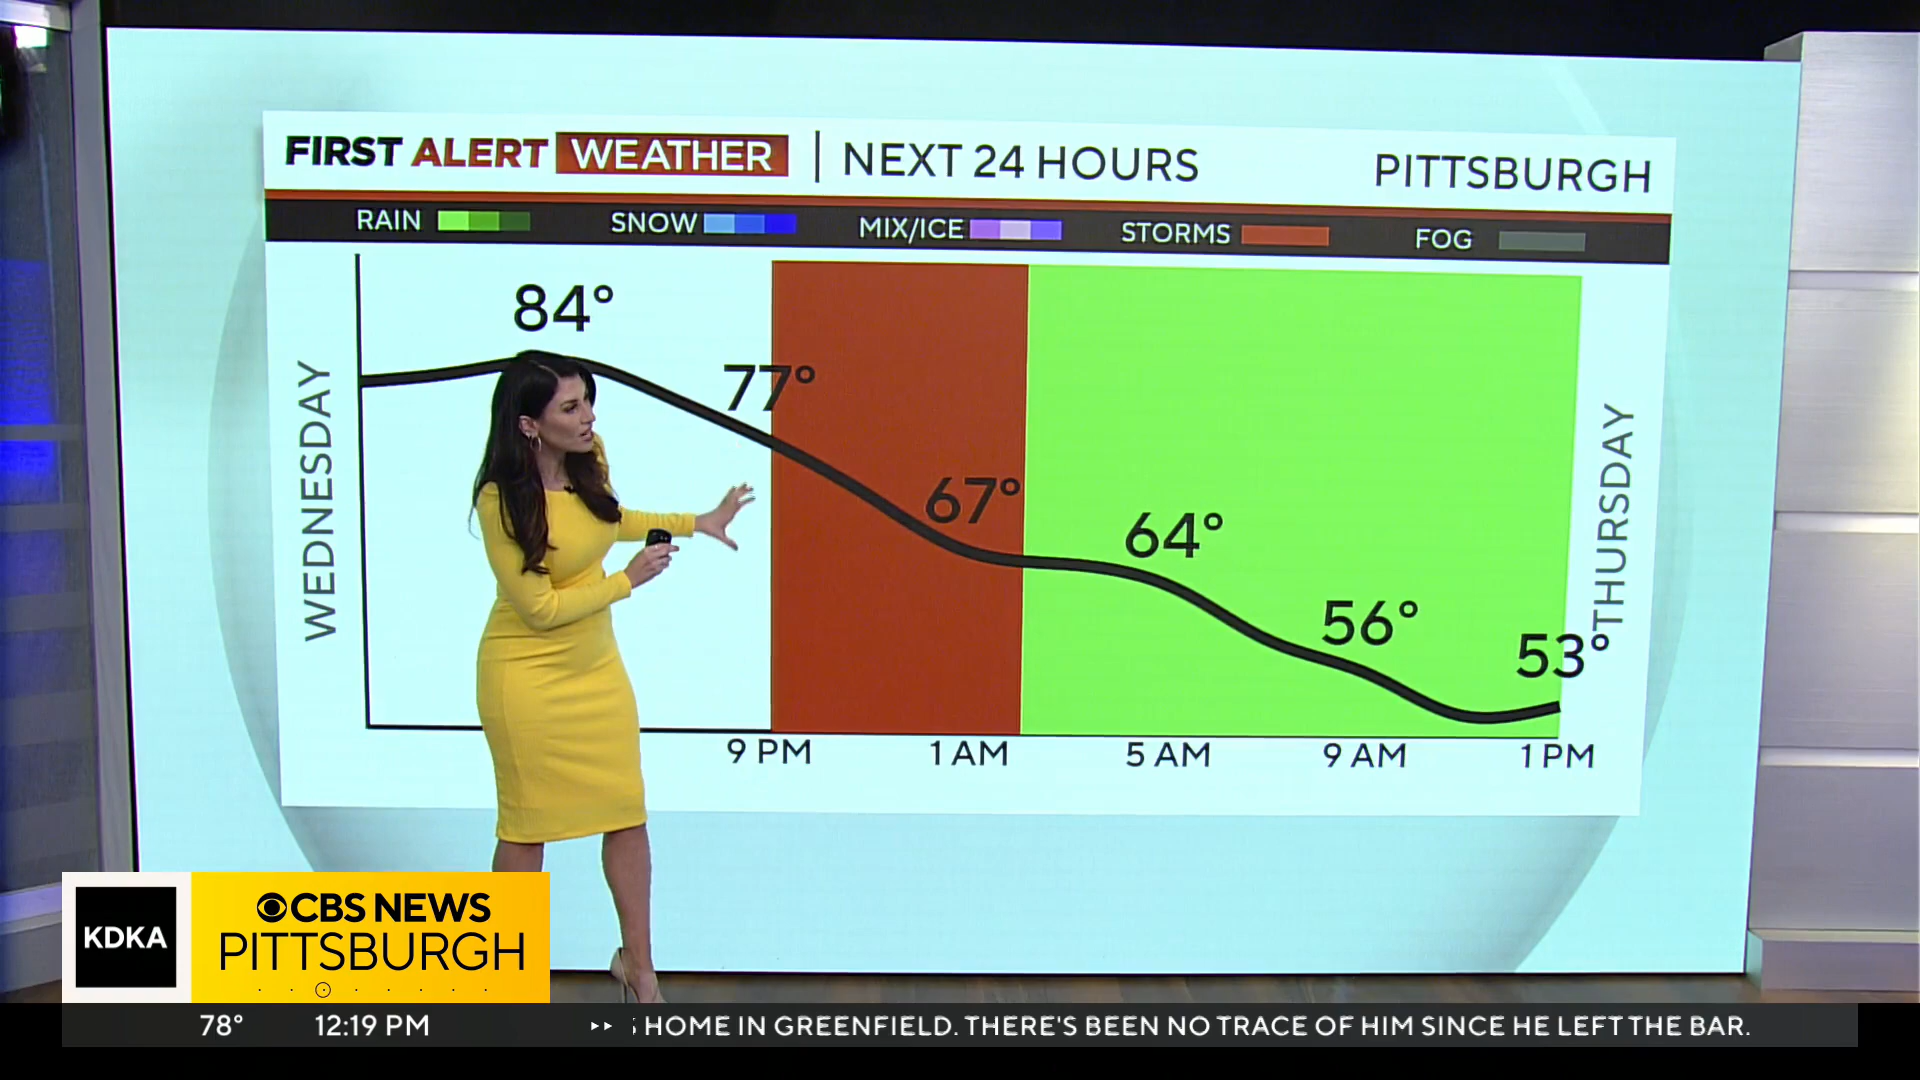 FIRST ALERT WEATHER | NEXT 24 HOURS
PITTSBURGH
RAIN
SNOW
MIX/ICE
STORMS
FOG
WEDNESDAY
84°
77°
67°
64°
56°
53°
THURSDAY
9 PM
1 AM
5 AM
9 AM
1 PM
KDKA
CBS NEWS
PITTSBURGH
78°
12:19 PM
HOME IN GREENFIELD. THERE'S BEEN NO TRACE OF HIM SINCE HE LEFT THE BAR.